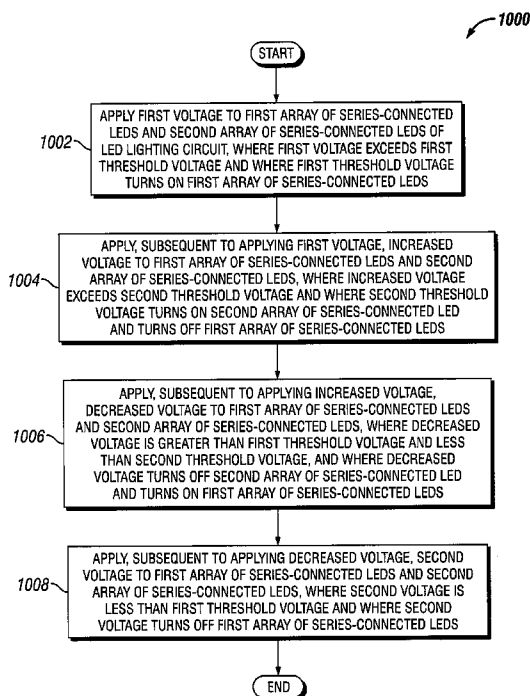 1000
START
1002
APPLY FIRST VOLTAGE TO FIRST ARRAY OF SERIES-CONNECTED
LEDS AND SECOND ARRAY OF SERIES-CONNECTED LEDS OF
LED LIGHTING CIRCUIT, WHERE FIRST VOLTAGE EXCEEDS FIRST
THRESHOLD VOLTAGE AND WHERE FIRST THRESHOLD VOLTAGE
TURNS ON FIRST ARRAY OF SERIES-CONNECTED LEDS
1004
APPLY, SUBSEQUENT TO APPLYING FIRST VOLTAGE, INCREASED
VOLTAGE TO FIRST ARRAY OF SERIES-CONNECTED LEDS AND SECOND
ARRAY OF SERIES-CONNECTED LEDS, WHERE INCREASED VOLTAGE
EXCEEDS SECOND THRESHOLD VOLTAGE AND WHERE SECOND THRESHOLD
VOLTAGE TURNS ON SECOND ARRAY OF SERIES-CONNECTED LED
AND TURNS OFF FIRST ARRAY OF SERIES-CONNECTED LEDS
1006
APPLY, SUBSEQUENT TO APPLYING INCREASED VOLTAGE,
DECREASED VOLTAGE TO FIRST ARRAY OF SERIES-CONNECTED LEDS
AND SECOND ARRAY OF SERIES-CONNECTED LEDS, WHERE DECREASED
VOLTAGE IS GREATER THAN FIRST THRESHOLD VOLTAGE AND LESS
THAN SECOND THRESHOLD VOLTAGE, AND WHERE DECREASED
VOLTAGE TURNS OFF SECOND ARRAY OF SERIES-CONNECTED LED
AND TURNS ON FIRST ARRAY OF SERIES-CONNECTED LEDS
1008
APPLY, SUBSEQUENT TO APPLYING DECREASED VOLTAGE, SECOND
VOLTAGE TO FIRST ARRAY OF SERIES-CONNECTED LEDS AND SECOND
ARRAY OF SERIES-CONNECTED LEDS, WHERE SECOND VOLTAGE IS
LESS THAN FIRST THRESHOLD VOLTAGE AND WHERE SECOND
VOLTAGE TURNS OFF FIRST ARRAY OF SERIES-CONNECTED LEDS
END